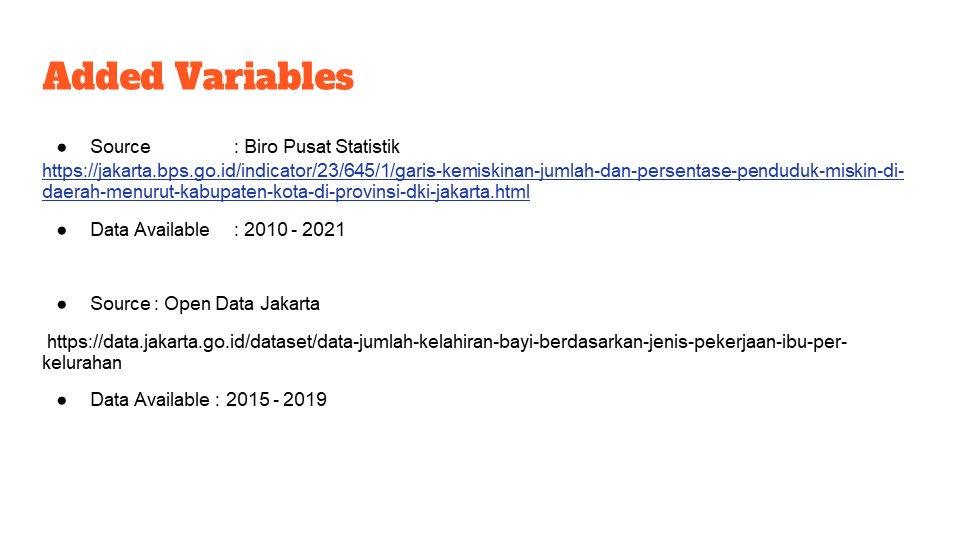 Added Variables
● Source : Biro Pusat Statistik
https://jakarta.bps.go.id/indicator/23/645/1/garis-kemiskinan-jumlah-dan-persentase-penduduk-miskin-di-
daerah-menurut-kabupaten-kota-di-provinsi-dki-jakarta.html
● Data Available : 2010 - 2021
● Source : Open Data Jakarta
https://data.jakarta.go.id/dataset/data-jumlah-kelahiran-bayi-berdasarkan-jenis-pekerjaan-ibu-per-
kelurahan
● Data Available : 2015 - 2019